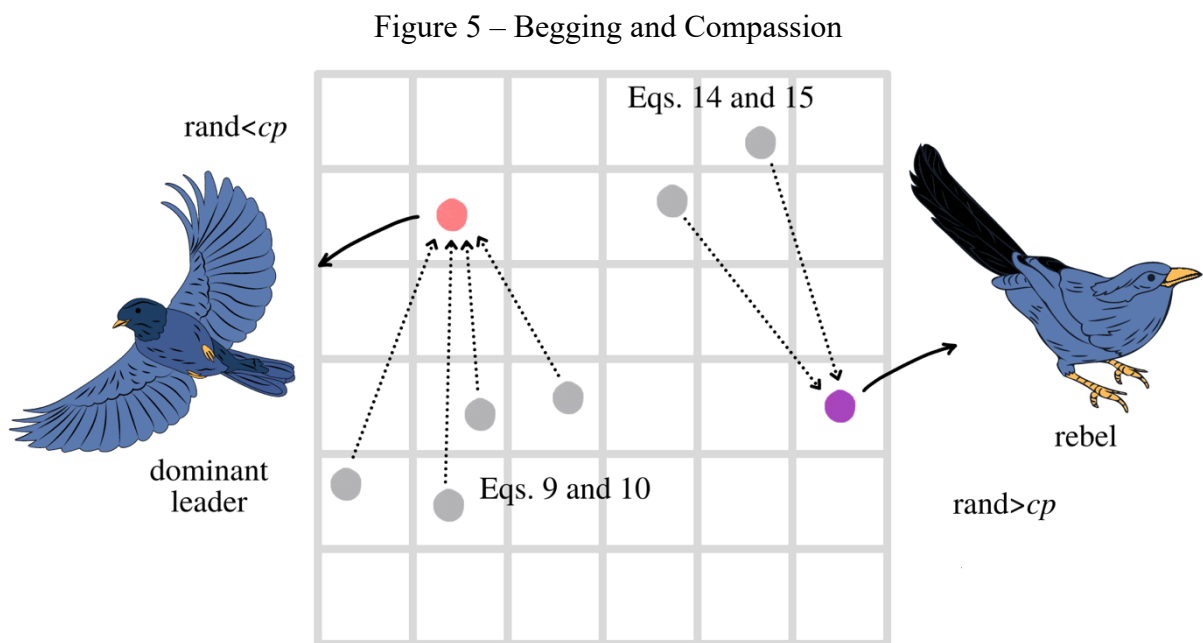 Figure 5 – Begging and Compassion
Eqs. 14 and 15
rand<cp
dominant
leader
Eqs. 9 and 10
rebel
rand>cp